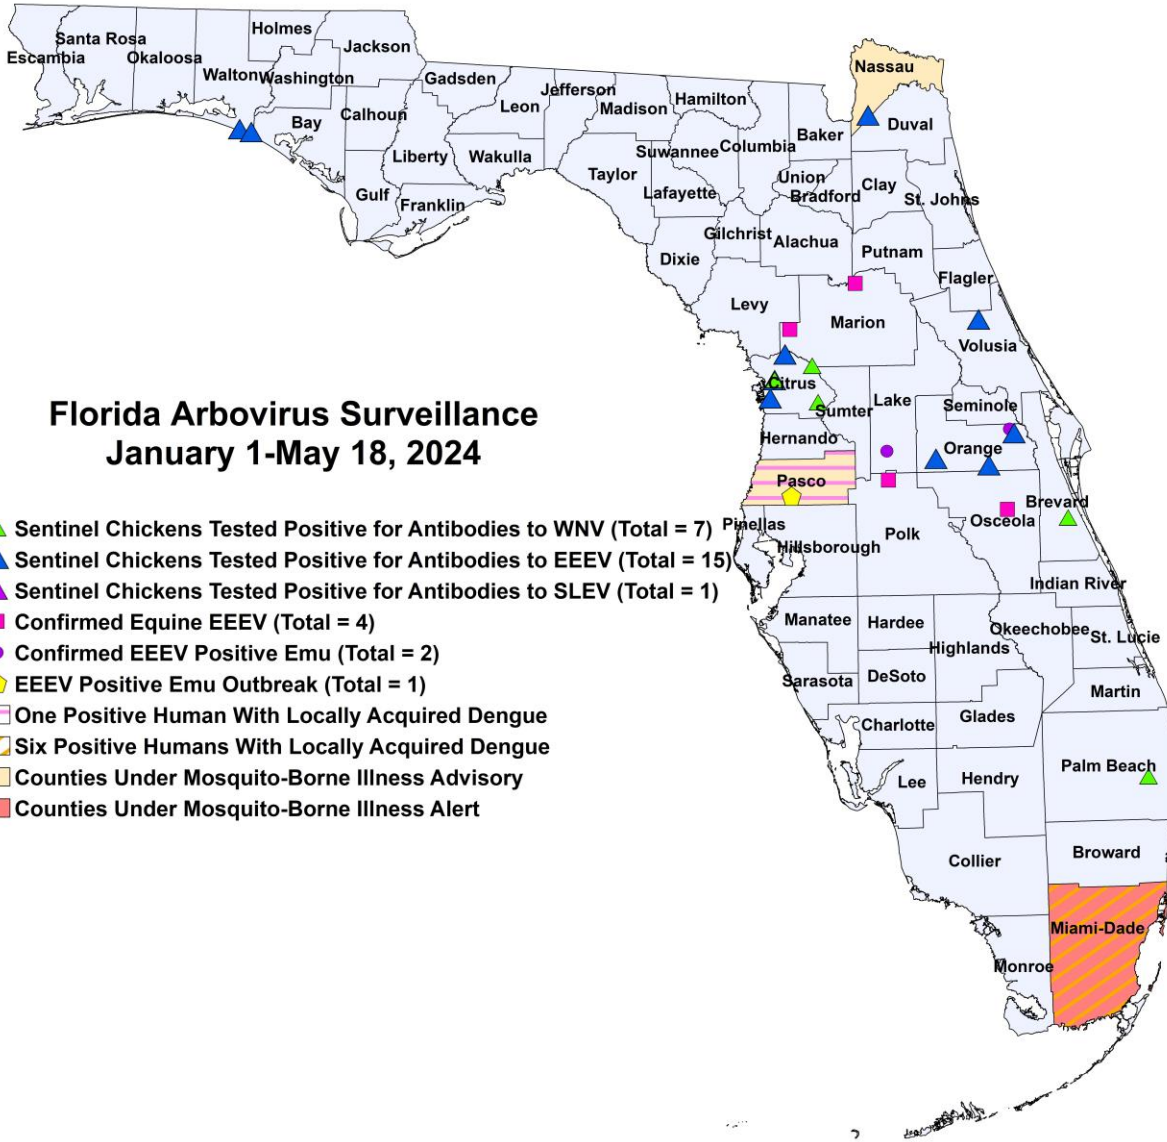 Holmes
Santa Rosa
Jackson
Escambia
Okaloosa
Walton
Washington
Gadsden
Jefferson
Nassau
Leon
Madison
Hamilton
Calhoun
Bay
Duval
Baker
Columbia
Suwannee
Liberty
Wakulla
Taylor
Union
Clay
Lafayette
Bradford
St. Johns
Gulf
Franklin
Gilchrist
Alachua
Putnam
Dixie
Flagler
Levy
Marion
Volusia
Citrus
Lake
Seminole
Sumter
Hernando
Orange
Florida Arbovirus Surveillance
January 1-May 18, 2024
Pasco
Brevard
Osceola
Pinellas
Polk
Hillsborough
Indian River
Manatee
Hardee
Okeechobee
St. Lucie
Highlands
Sarasota
DeSoto
Martin
Charlotte
Glades
Palm Beach
Lee
Hendry
Collier
Broward
Miami-Dade
Monroe
Sentinel Chickens Tested Positive for Antibodies to WNV (Total = 7)
Sentinel Chickens Tested Positive for Antibodies to EEEV (Total = 15)
Sentinel Chickens Tested Positive for Antibodies to SLEV (Total = 1)
Confirmed Equine EEEV (Total = 4)
Confirmed EEEV Positive Emu (Total = 2)
EEEV Positive Emu Outbreak (Total = 1)
One Positive Human With Locally Acquired Dengue
Six Positive Humans With Locally Acquired Dengue
Counties Under Mosquito-Borne Illness Advisory
Counties Under Mosquito-Borne Illness Alert